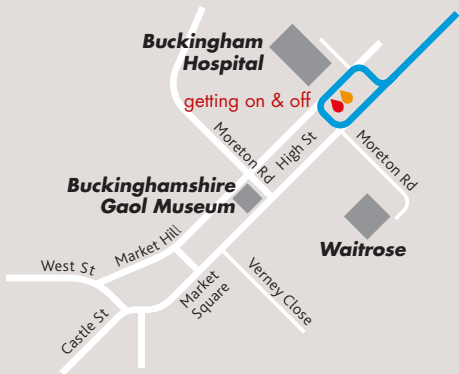 Buckingham
Hospital
getting on & off
Moreton Rd
High St
Moreton Rd
Buckinghamshire
Gaol Museum
Waitrose
Market Hill
West St
Market
Square
Verney Close
Castle St